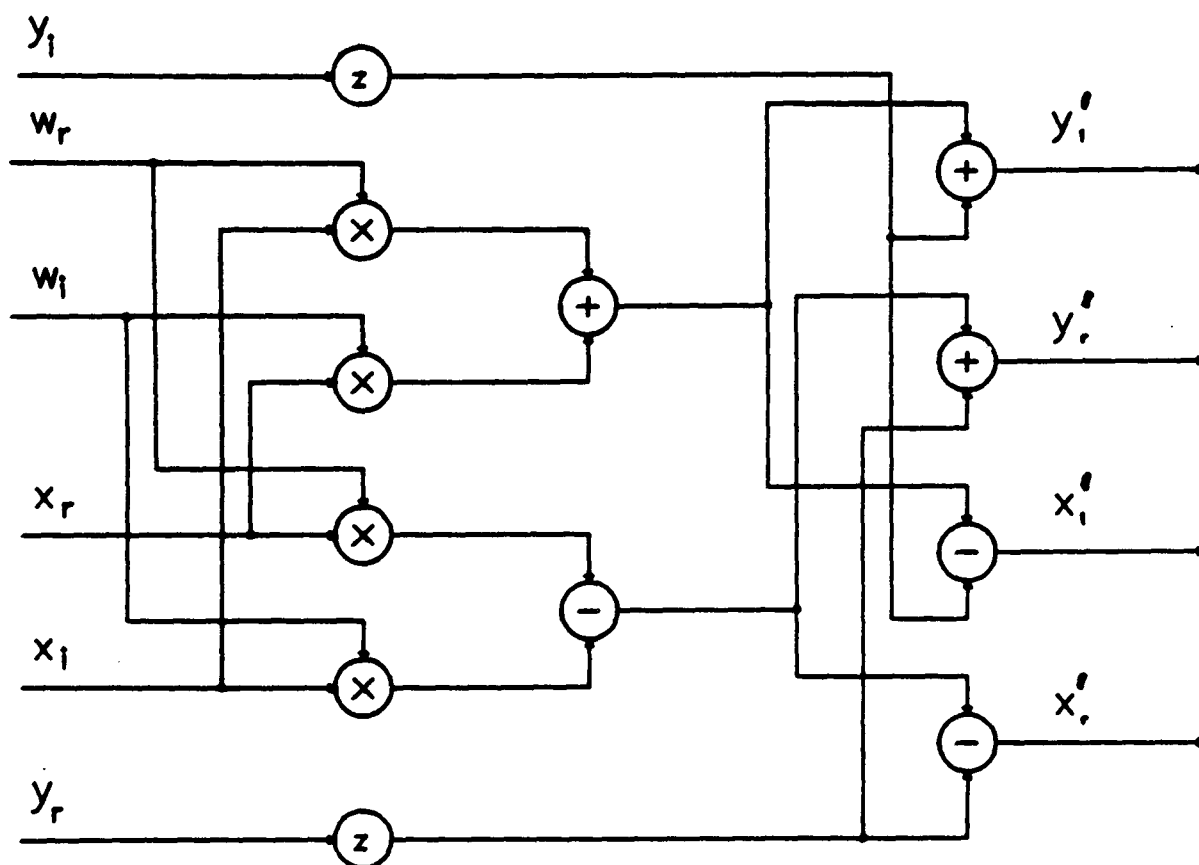 y_i
z
w_r
y'_i
×
+
w_i
+
y'_r
×
+
x_r
×
x'_i
−
−
x_i
×
x'_r
−
y_r
z